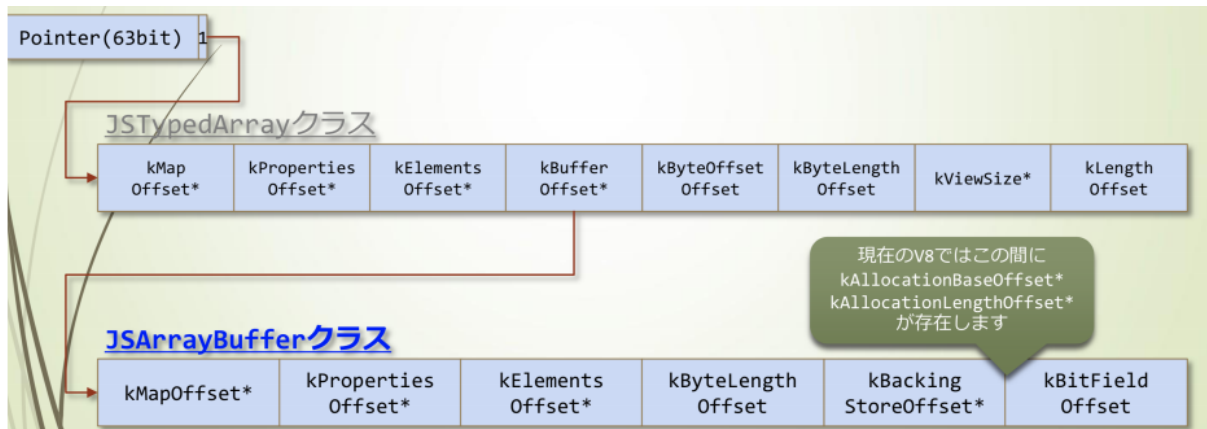 Pointer(63bit) 1
JSTypedArrayクラス
kMap
Offset*
kProperties
Offset*
kElements
Offset*
kBuffer
Offset*
kByteOffset
Offset
kByteLength
Offset
kViewSize*
kLength
Offset
現在のV8ではこの間に
kAllocationBaseOffset*
kAllocationLengthOffset*
が存在します
JSArrayBufferクラス
kMapOffset*
kProperties
Offset*
kElements
Offset*
kByteLength
Offset
kBacking
StoreOffset*
kBitField
Offset